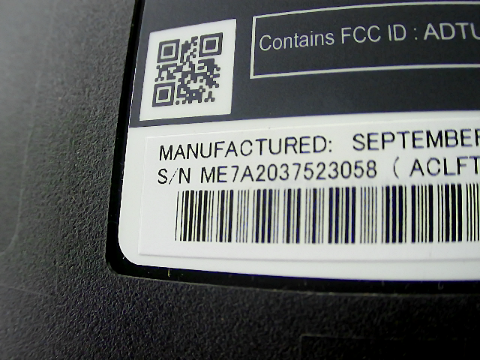 Contains FCC ID : ADTU
MANUFACTURED: SEPTEMBER
S/N ME7A2037523058 ( ACLFT